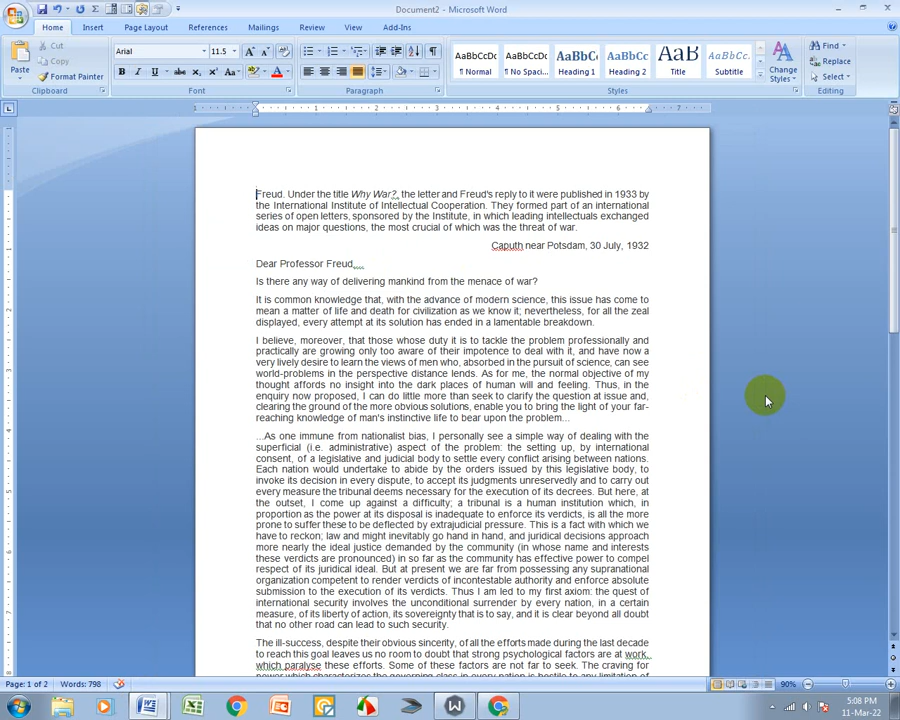 Document2 - Microsoft Word
Home Insert Page Layout References Mailings Review View Add-Ins
Paste
Cut
Copy
Format Painter
Clipboard
Arial 11.5
Font
Paragraph
AaBbCcDc AaBbCcDc AaBbC AaBbCc AaB AaBbCc
¶ Normal ¶ No Spaci... Heading 1 Heading 2 Title Subtitle
Change Styles
Styles
Find
Replace
Select
Editing
Freud. Under the title Why War?, the letter and Freud's reply to it were published in 1933 by
the International Institute of Intellectual Cooperation. They formed part of an international
series of open letters, sponsored by the Institute, in which leading intellectuals exchanged
ideas on major questions, the most crucial of which was the threat of war.
Caputh near Potsdam, 30 July, 1932
Dear Professor Freud,
Is there any way of delivering mankind from the menace of war?
It is common knowledge that, with the advance of modern science, this issue has come to
mean a matter of life and death for civilization as we know it; nevertheless, for all the zeal
displayed, every attempt at its solution has ended in a lamentable breakdown.
I believe, moreover, that those whose duty it is to tackle the problem professionally and
practically are growing only too aware of their impotence to deal with it, and have now a
very lively desire to learn the views of men who, absorbed in the pursuit of science, can see
world-problems in the perspective distance lends. As for me, the normal objective of my
thought affords no insight into the dark places of human will and feeling. Thus, in the
enquiry now proposed, I can do little more than seek to clarify the question at issue and,
clearing the ground of the more obvious solutions, enable you to bring the light of your far-
reaching knowledge of man's instinctive life to bear upon the problem...
...As one immune from nationalist bias, I personally see a simple way of dealing with the
superficial (i.e. administrative) aspect of the problem: the setting up, by international
consent, of a legislative and judicial body to settle every conflict arising between nations.
Each nation would undertake to abide by the orders issued by this legislative body, to
invoke its decision in every dispute, to accept its judgments unreservedly and to carry out
every measure the tribunal deems necessary for the execution of its decrees. But here, at
the outset, I come up against a difficulty; a tribunal is a human institution which, in
proportion as the power at its disposal is inadequate to enforce its verdicts, is all the more
prone to suffer these to be deflected by extrajudicial pressure. This is a fact with which we
have to reckon; law and might inevitably go hand in hand, and juridical decisions approach
more nearly the ideal justice demanded by the community (in whose name and interests
these verdicts are pronounced) in so far as the community has effective power to compel
respect of its juridical ideal. But at present we are far from possessing any supranational
organization competent to render verdicts of incontestable authority and enforce absolute
submission to the execution of its verdicts. Thus I am led to my first axiom: the quest of
international security involves the unconditional surrender by every nation, in a certain
measure, of its liberty of action, its sovereignty that is to say, and it is clear beyond all doubt
that no other road can lead to such security.
The ill-success, despite their obvious sincerity, of all the efforts made during the last decade
to reach this goal leaves us no room to doubt that strong psychological factors are at work,
which paralyse these efforts. Some of these factors are not far to seek. The craving for
power which characterizes the governing class in every nation is hostile to any limitation
Page: 1 of 2 Words: 798 90%
5:08 PM
11-Mar-22